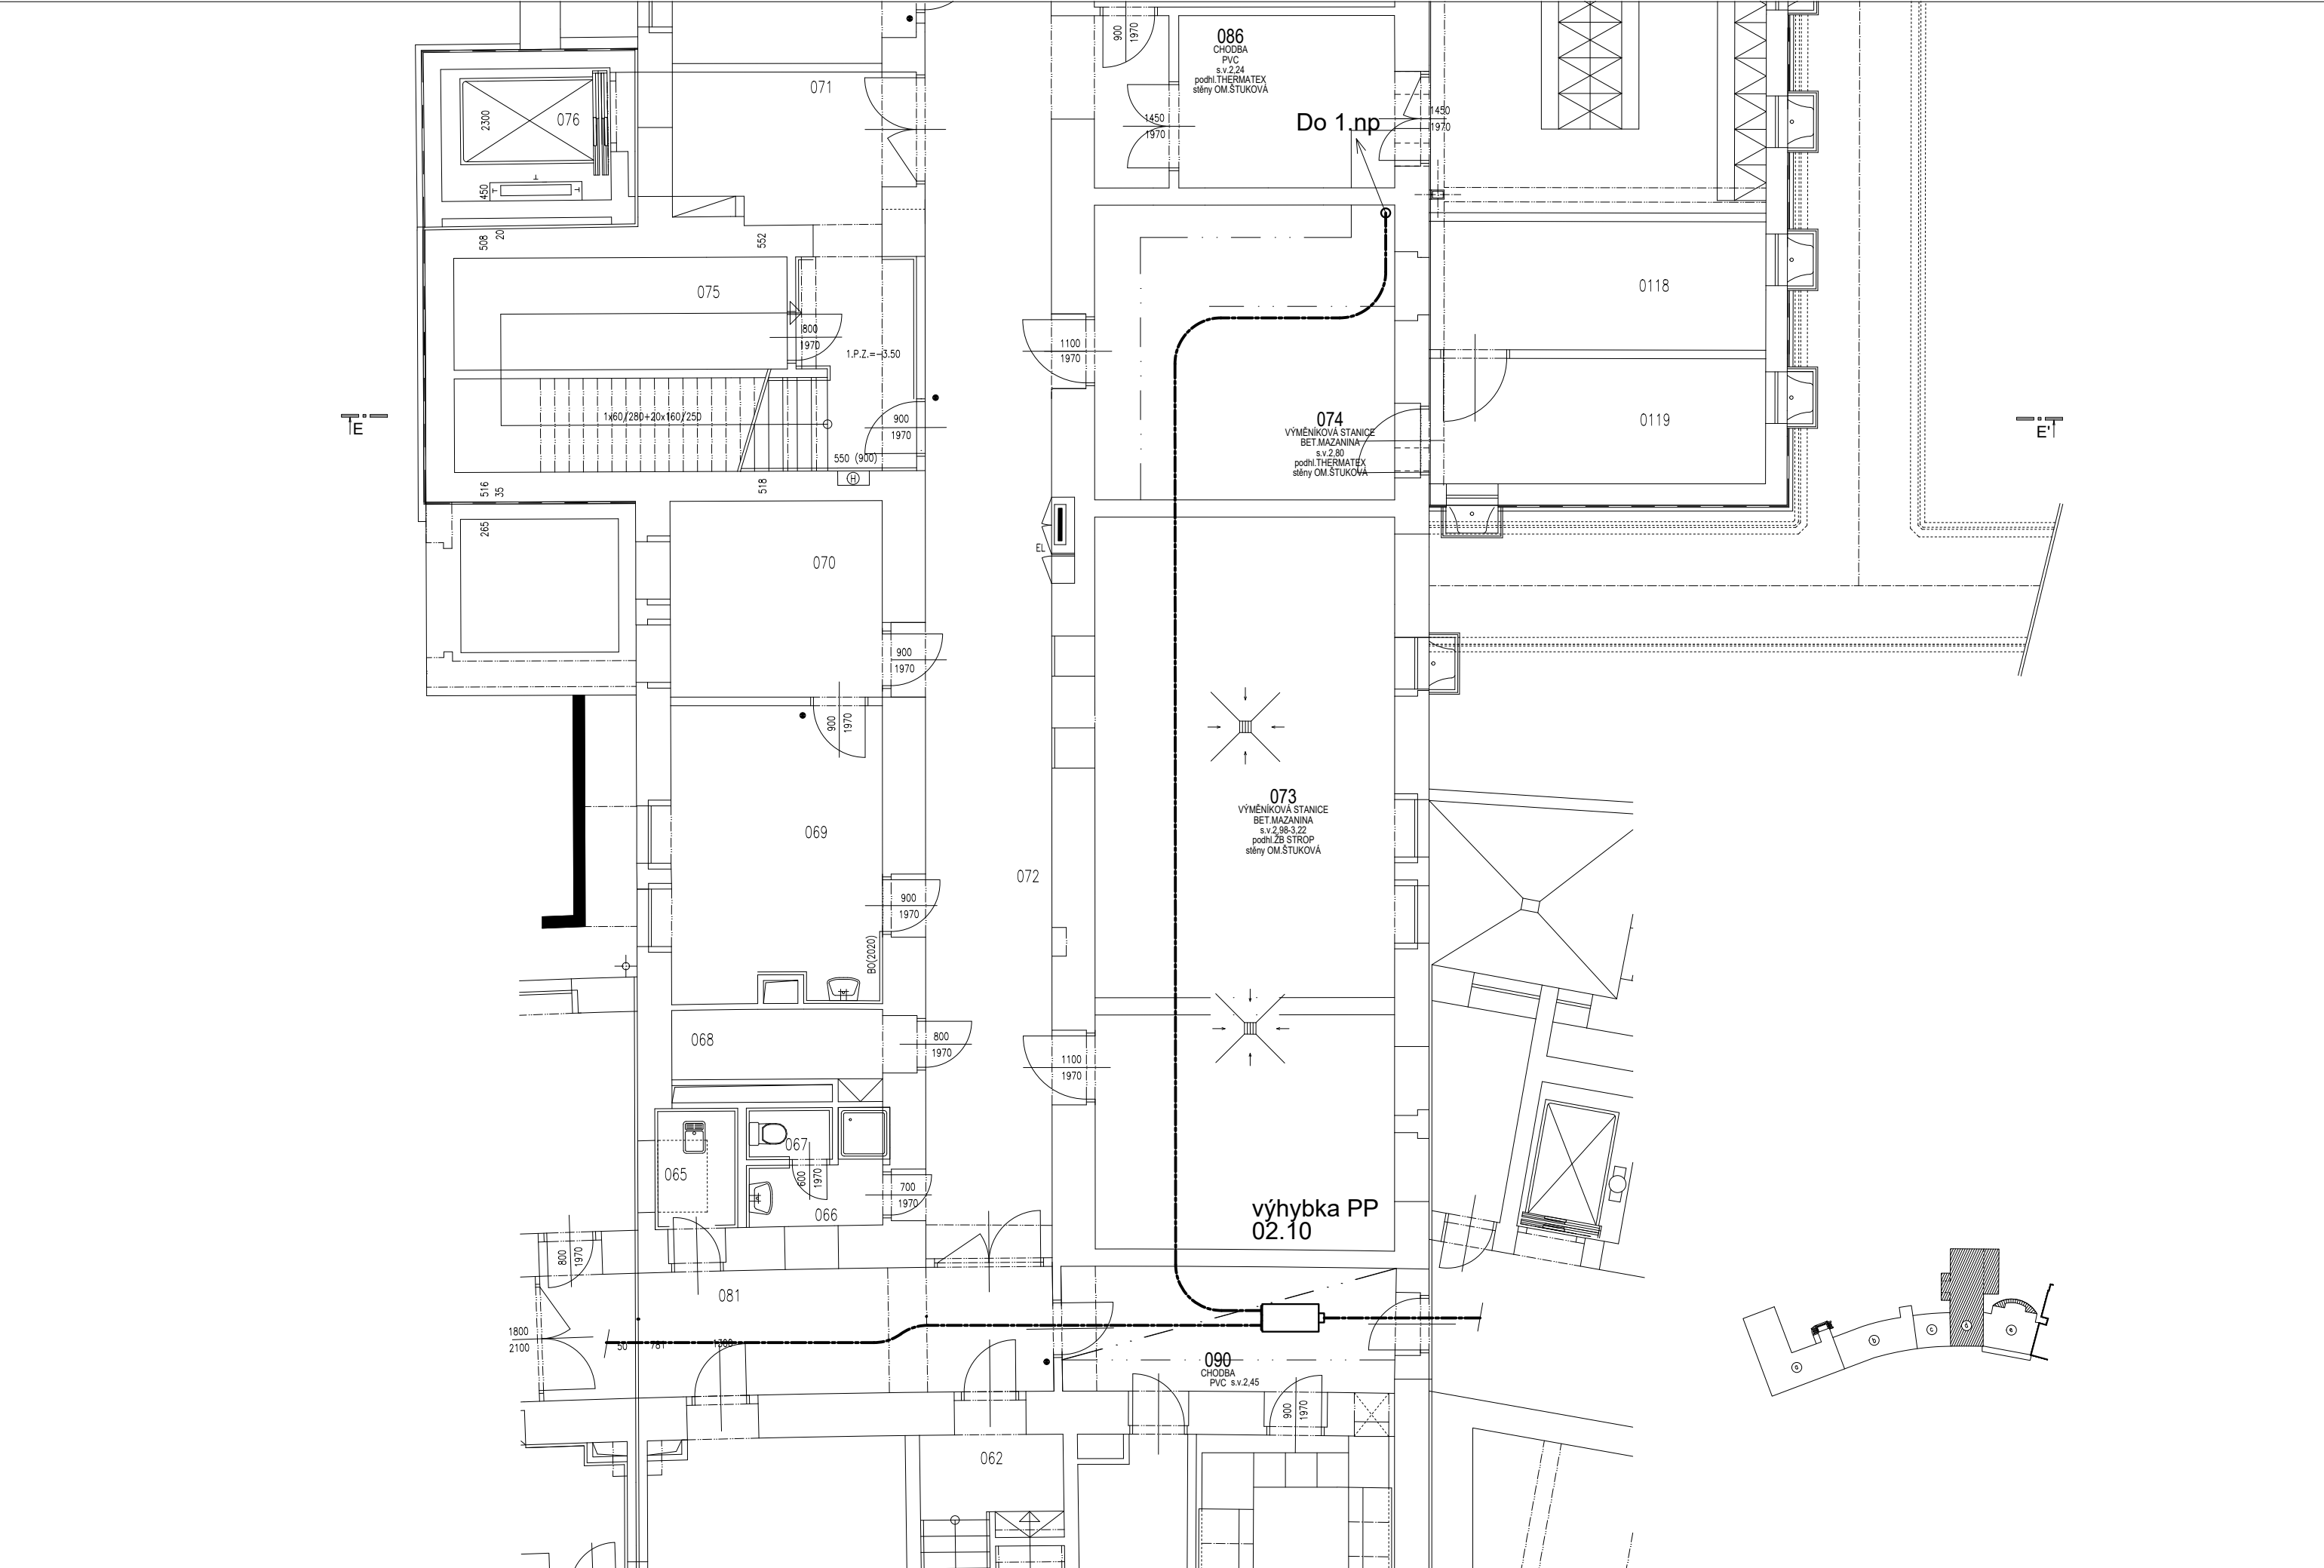 086
CHODBA
PVC
s.v.2,24
podhl.THERMATEX
stěny OM.ŠTUKOVÁ
900
1970
071
076
2300
450
1450
1970
Do 1.np
1450
1970
508
20
552
075
800
1970
1.P.Z.=-3.50
1100
1970
0118
0119
E
E'
1x60/280+20x160/250
900
1970
550 (900)
H
516
35
518
265
074
VÝMĚNÍKOVÁ STANICE
BET.MAZANINA
s.v.2,80
podhl.THERMATEX
stěny OM.ŠTUKOVÁ
EL
070
900
1970
900
1970
069
073
VÝMĚNÍKOVÁ STANICE
BET.MAZANINA
s.v.2,98-3,22
podhl.ŽB STROP
stěny OM.ŠTUKOVÁ
072
900
1970
BO(2020)
068
800
1970
1100
1970
067
065
600
1970
700
1970
066
výhybka PP
02.10
800
1970
081
1800
2100
50
781
1300
090
CHODBA
PVC s.v.2,45
900
1970
062
a
b
c
d
e